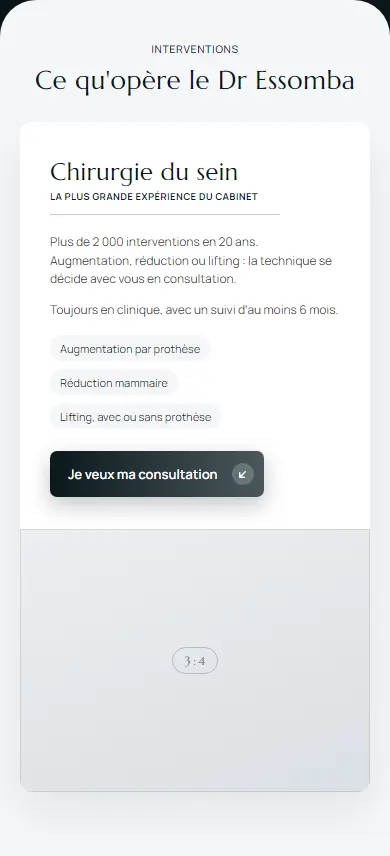 INTERVENTIONS
Ce qu'opère le Dr Essomba
Chirurgie du sein
LA PLUS GRANDE EXPÉRIENCE DU CABINET
Plus de 2 000 interventions en 20 ans.
Augmentation, réduction ou lifting : la technique se
décide avec vous en consultation.
Toujours en clinique, avec un suivi d'au moins 6 mois.
Augmentation par prothèse
Réduction mammaire
Lifting, avec ou sans prothèse
Je veux ma consultation
3:4